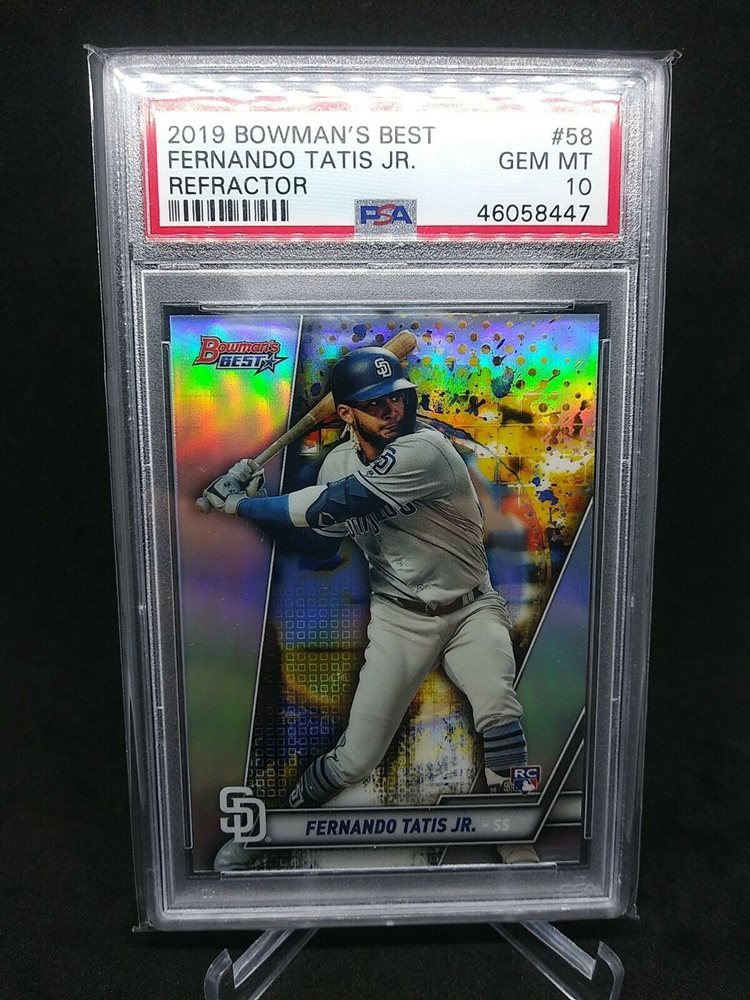 2019 BOWMAN'S BEST #58
FERNANDO TATIS JR. GEM MT
REFRACTOR 10
PSA 46058447
Bowman's
BEST
SD
SD
SD
RC
FERNANDO TATIS JR. - SS